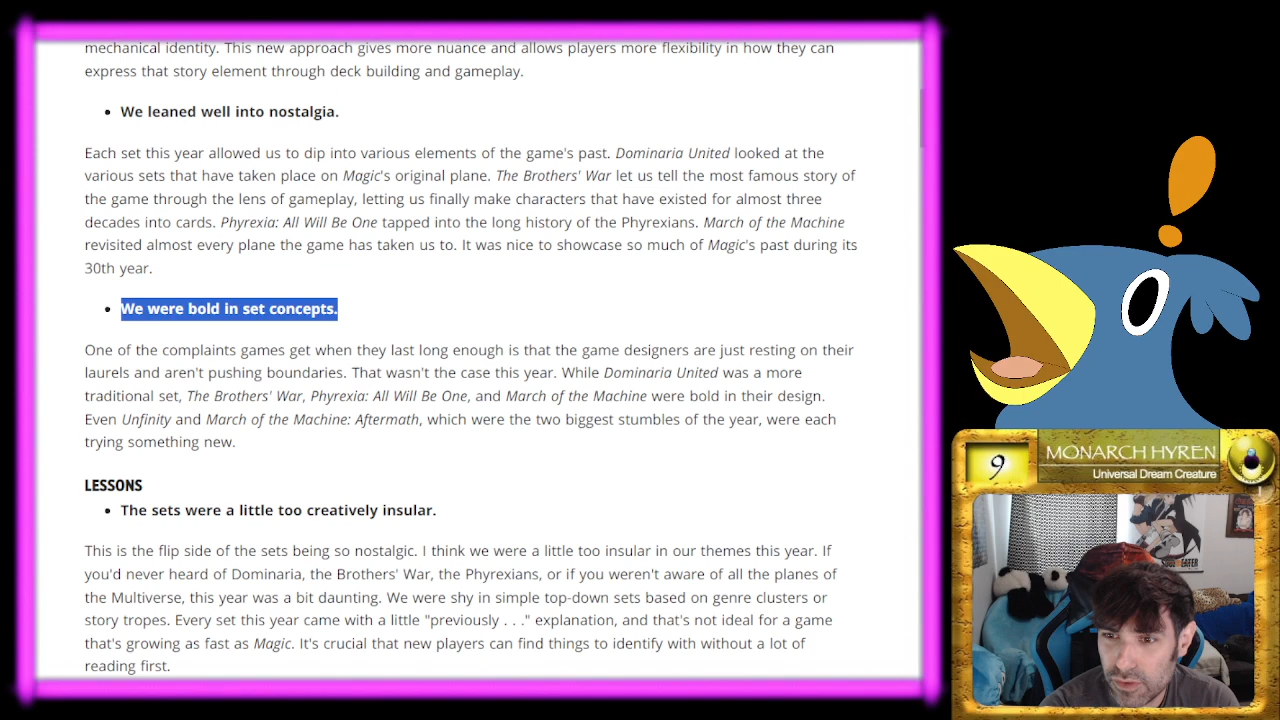 mechanical identity. This new approach gives more nuance and allows players more flexibility in how they can
express that story element through deck building and gameplay.
• We leaned well into nostalgia.
Each set this year allowed us to dip into various elements of the game's past. Dominaria United looked at the
various sets that have taken place on Magic's original plane. The Brothers' War let us tell the most famous story of
the game through the lens of gameplay, letting us finally make characters that have existed for almost three
decades into cards. Phyrexia: All Will Be One tapped into the long history of the Phyrexians. March of the Machine
revisited almost every plane the game has taken us to. It was nice to showcase so much of Magic's past during its
30th year.
• We were bold in set concepts.
One of the complaints games get when they last long enough is that the game designers are just resting on their
laurels and aren't pushing boundaries. That wasn't the case this year. While Dominaria United was a more
traditional set, The Brothers' War, Phyrexia: All Will Be One, and March of the Machine were bold in their design.
Even Unfinity and March of the Machine: Aftermath, which were the two biggest stumbles of the year, were each
trying something new.
LESSONS
• The sets were a little too creatively insular.
This is the flip side of the sets being so nostalgic. I think we were a little too insular in our themes this year. If
you'd never heard of Dominaria, the Brothers' War, the Phyrexians, or if you weren't aware of all the planes of
the Multiverse, this year was a bit daunting. We were shy in simple top-down sets based on genre clusters or
story tropes. Every set this year came with a little "previously . . ." explanation, and that's not ideal for a game
that's growing as fast as Magic. It's crucial that new players can find things to identify with without a lot of
reading first.
9
MONARCH HYREN
Universal Dream Creature
SOUL EATER